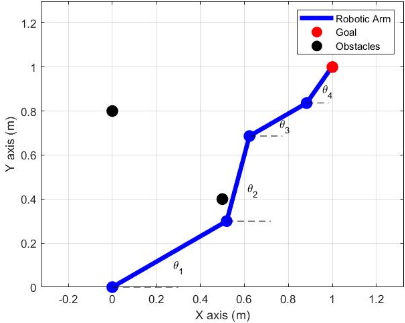 Robotic Arm
Goal
Obstacles
1.2
1
0.8
0.6
0.4
0.2
0
Y axis (m)
θ4
θ3
θ2
θ1
-0.2 0 0.2 0.4 0.6 0.8 1 1.2
X axis (m)